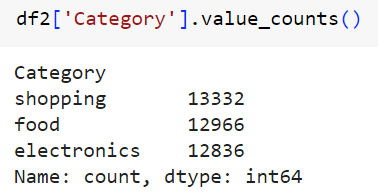 df2['Category'].value_counts()
Category
shopping       13332
food           12966
electronics    12836
Name: count, dtype: int64